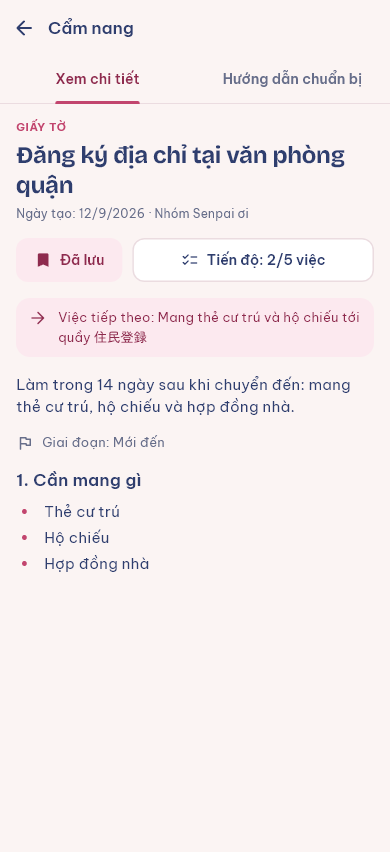 Cẩm nang
Xem chi tiết
Hướng dẫn chuẩn bị
GIẤY TỜ
Đăng ký địa chỉ tại văn phòng
quận
Ngày tạo: 12/9/2026 · Nhóm Senpai ơi
Đã lưu
Tiến độ: 2/5 việc
Việc tiếp theo: Mang thẻ cư trú và hộ chiếu tới
quầy 住民登録
Làm trong 14 ngày sau khi chuyển đến: mang
thẻ cư trú, hộ chiếu và hợp đồng nhà.
Giai đoạn: Mới đến
1. Cần mang gì
• Thẻ cư trú
• Hộ chiếu
• Hợp đồng nhà